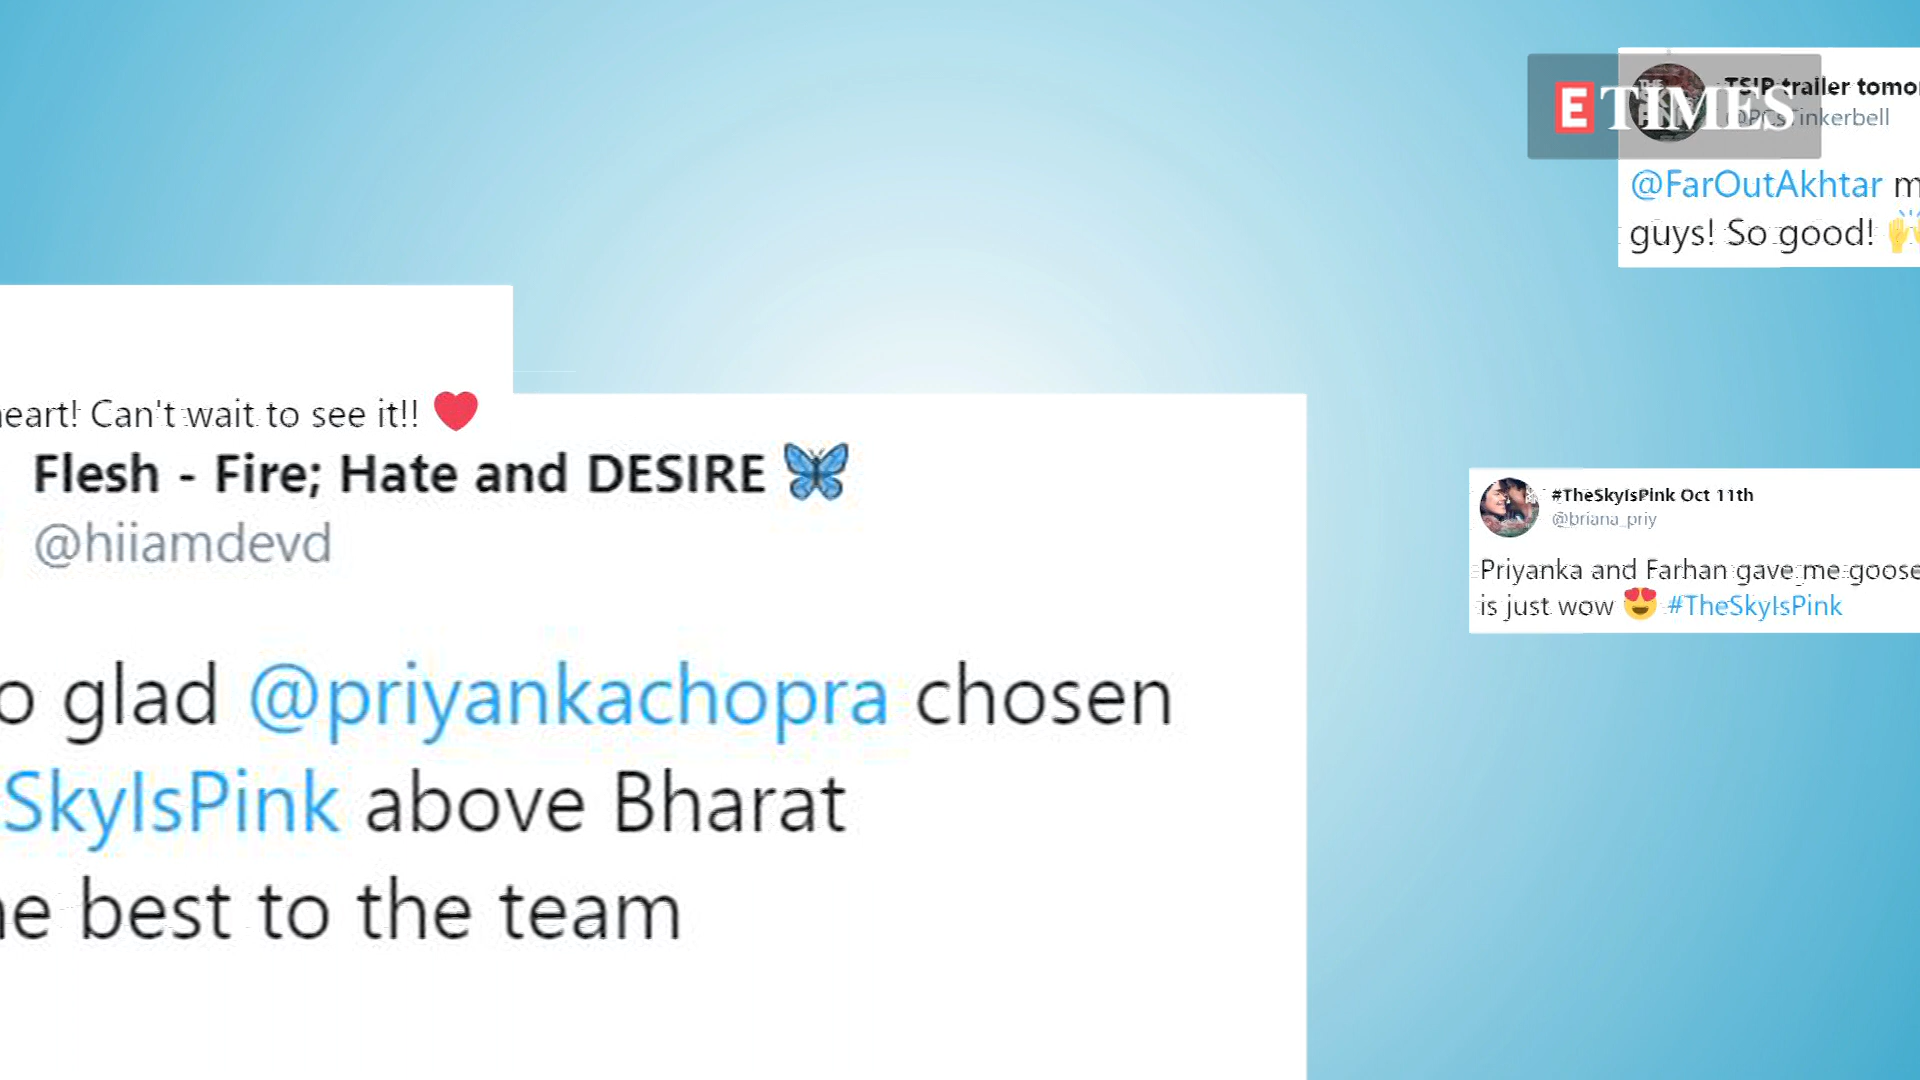 ETIMES
TSIP trailer tomo
@PCsTinkerbell
@FarOutAkhtar
guys! So good!
heart! Can't wait to see it!!
Flesh - Fire; Hate and DESIRE
@hiiamdevd
glad @priyankachopra chosen
SkyIsPink above Bharat
best to the team
#TheSkyIsPink Oct 11th
@briana_priy
Priyanka and Farhan gave me goose
is just wow #TheSkyIsPink